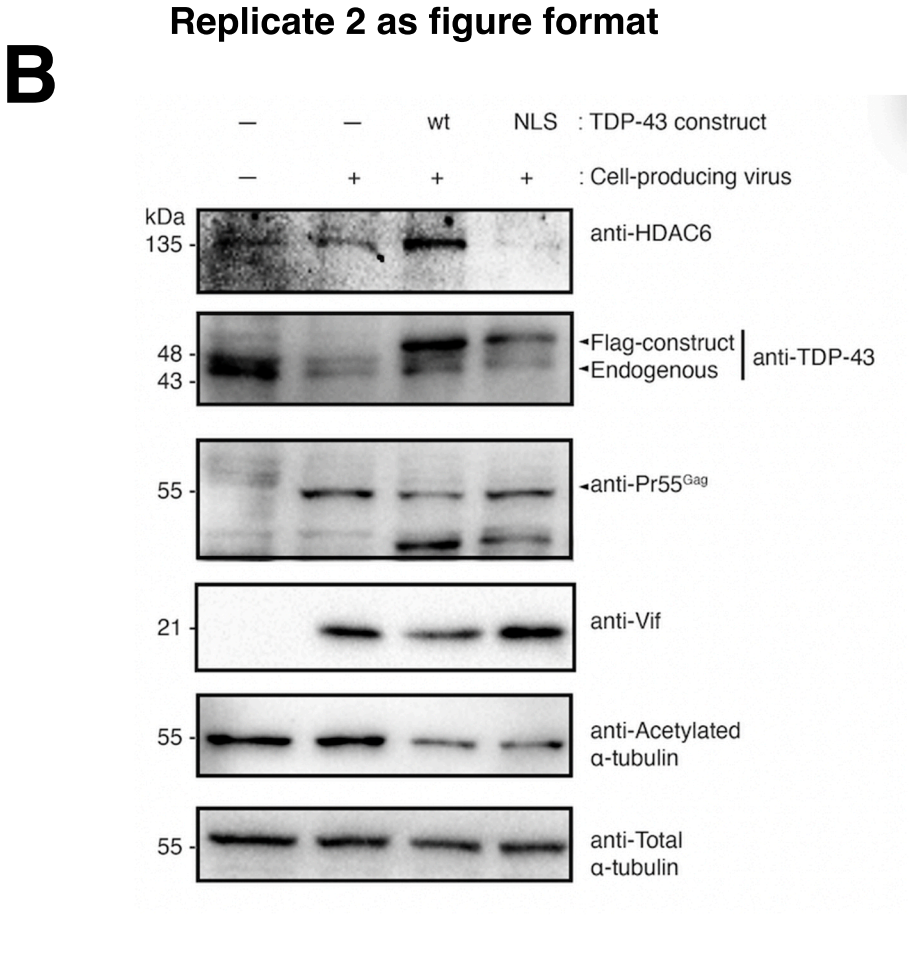 Replicate 2 as figure format
B
— — wt NLS : TDP-43 construct
— + + + : Cell-producing virus
kDa
135 - anti-HDAC6
48 - ◄Flag-construct
43 - ◄Endogenous
anti-TDP-43
55 - ◄anti-Pr55Gag
21 - anti-Vif
55 - anti-Acetylated
α-tubulin
55 - anti-Total
α-tubulin